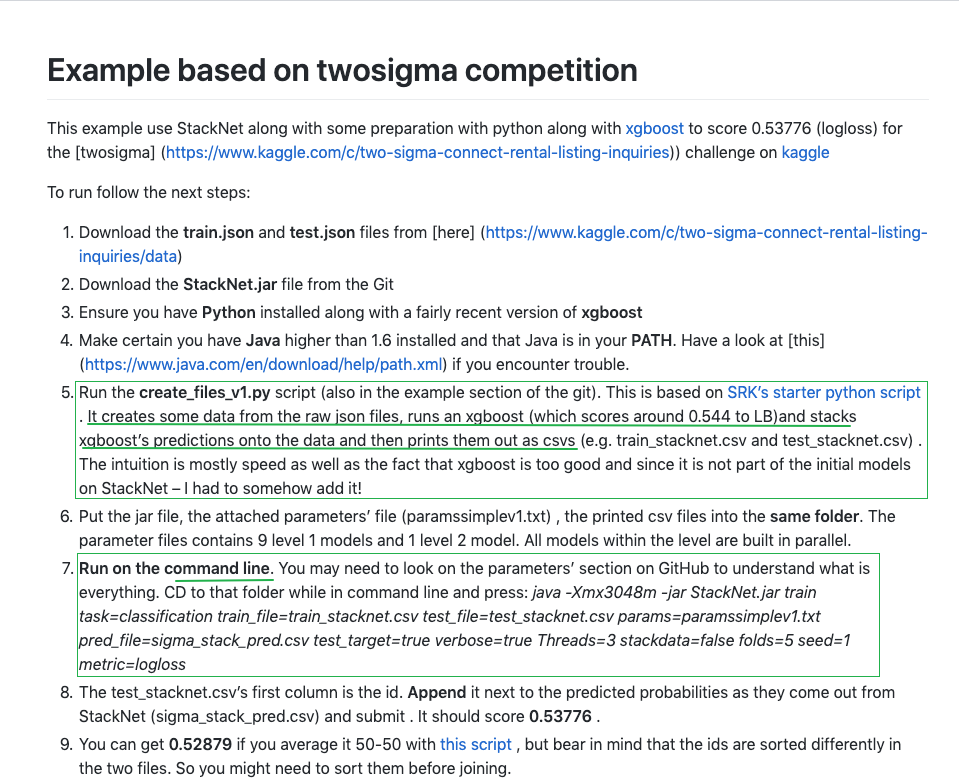 Example based on twosigma competition
This example use StackNet along with some preparation with python along with xgboost to score 0.53776 (logloss) for
the [twosigma] (https://www.kaggle.com/c/two-sigma-connect-rental-listing-inquiries)) challenge on kaggle
To run follow the next steps:
1. Download the train.json and test.json files from [here] (https://www.kaggle.com/c/two-sigma-connect-rental-listing-
inquiries/data)
2. Download the StackNet.jar file from the Git
3. Ensure you have Python installed along with a fairly recent version of xgboost
4. Make certain you have Java higher than 1.6 installed and that Java is in your PATH. Have a look at [this]
(https://www.java.com/en/download/help/path.xml) if you encounter trouble.
5. Run the create_files_v1.py script (also in the example section of the git). This is based on SRK’s starter python script
. It creates some data from the raw json files, runs an xgboost (which scores around 0.544 to LB)and stacks
xgboost’s predictions onto the data and then prints them out as csvs (e.g. train_stacknet.csv and test_stacknet.csv) .
The intuition is mostly speed as well as the fact that xgboost is too good and since it is not part of the initial models
on StackNet – I had to somehow add it!
6. Put the jar file, the attached parameters’ file (paramssimplev1.txt) , the printed csv files into the same folder. The
parameter files contains 9 level 1 models and 1 level 2 model. All models within the level are built in parallel.
7. Run on the command line. You may need to look on the parameters’ section on GitHub to understand what is
everything. CD to that folder while in command line and press: java -Xmx3048m -jar StackNet.jar train
task=classification train_file=train_stacknet.csv test_file=test_stacknet.csv params=paramssimplev1.txt
pred_file=sigma_stack_pred.csv test_target=true verbose=true Threads=3 stackdata=false folds=5 seed=1
metric=logloss
8. The test_stacknet.csv’s first column is the id. Append it next to the predicted probabilities as they come out from
StackNet (sigma_stack_pred.csv) and submit . It should score 0.53776 .
9. You can get 0.52879 if you average it 50-50 with this script , but bear in mind that the ids are sorted differently in
the two files. So you might need to sort them before joining.